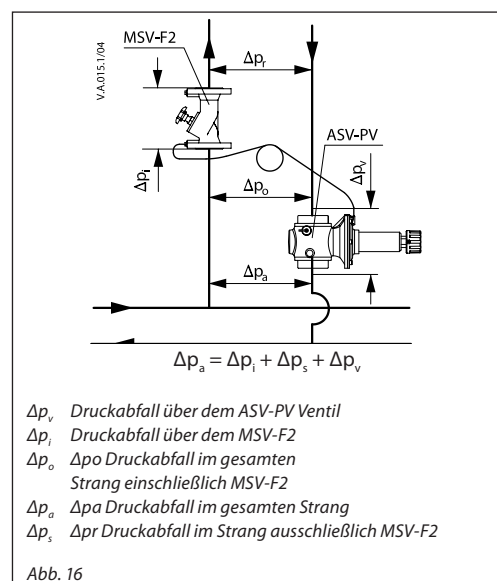 MSV-F2
V.A.015.1/04
Δpᵣ
ASV-PV
Δpᵢ
Δpᵥ
Δpₒ
Δpₐ
Δpₐ = Δpᵢ + Δpₛ + Δpᵥ
Δpᵥ Druckabfall über dem ASV-PV Ventil
Δpᵢ Druckabfall über dem MSV-F2
Δpₒ Δpo Druckabfall im gesamten
Strang einschließlich MSV-F2
Δpₐ Δpa Druckabfall im gesamten Strang
Δpₛ Δpr Druckabfall im Strang ausschließlich MSV-F2
Abb. 16